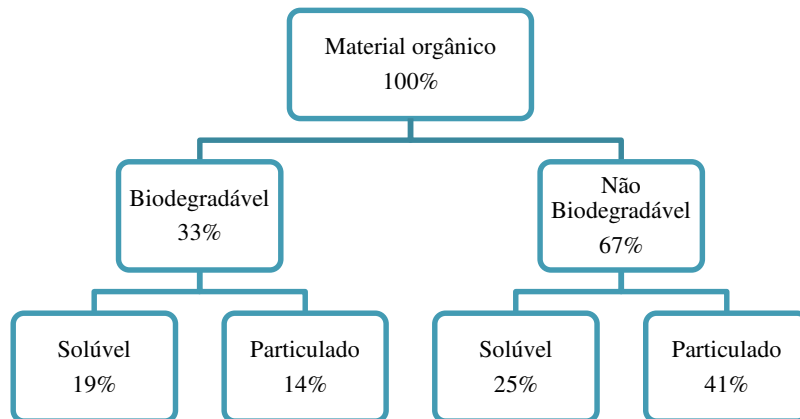 Material orgânico
100%
Biodegradável
33%
Não
Biodegradável
67%
Solúvel
19%
Particulado
14%
Solúvel
25%
Particulado
41%